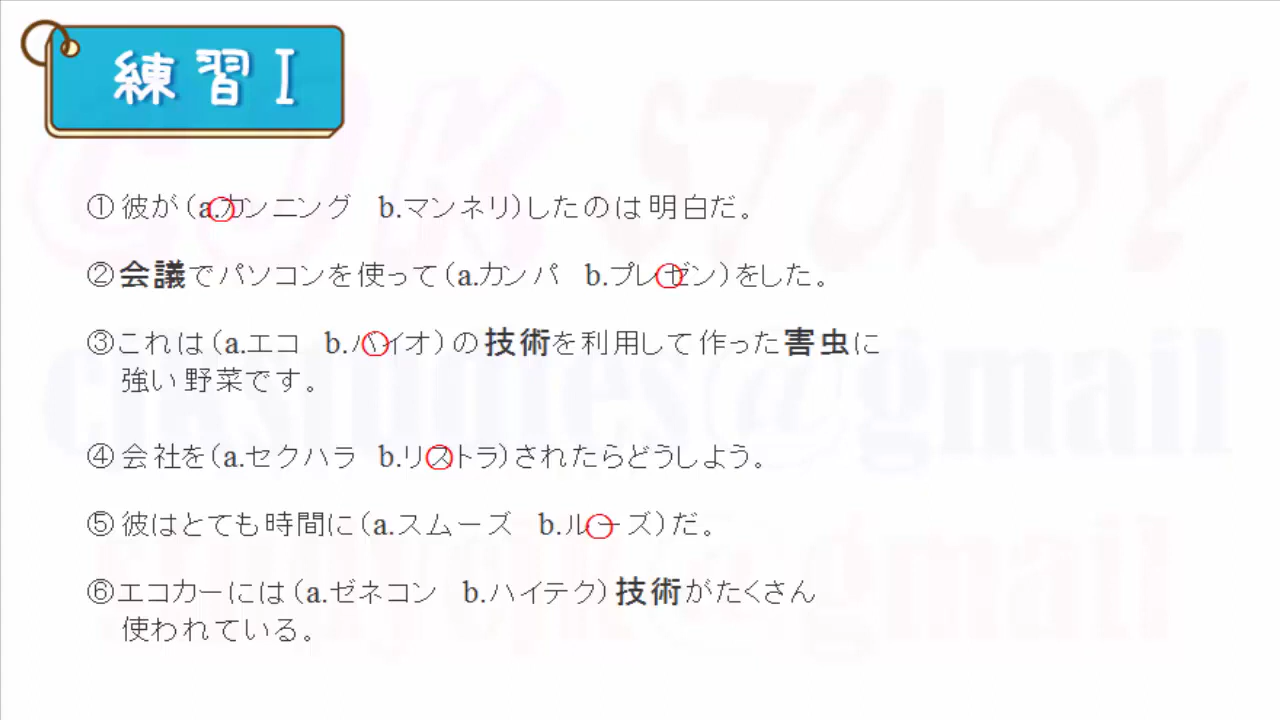 練習Ⅰ
①彼が(a.カンニング b.マンネリ)したのは明白だ。
②会議でパソコンを使って(a.カンパ b.プレゼン)をした。
③これは(a.エコ b.バイオ)の技術を利用して作った害虫に
強い野菜です。
④会社を(a.セクハラ b.リストラ)されたらどうしよう。
⑤彼はとても時間に(a.スムーズ b.ルーズ)だ。
⑥エコカーには(a.ゼネコン b.ハイテク)技術がたくさん
使われている。
CJK STUDY